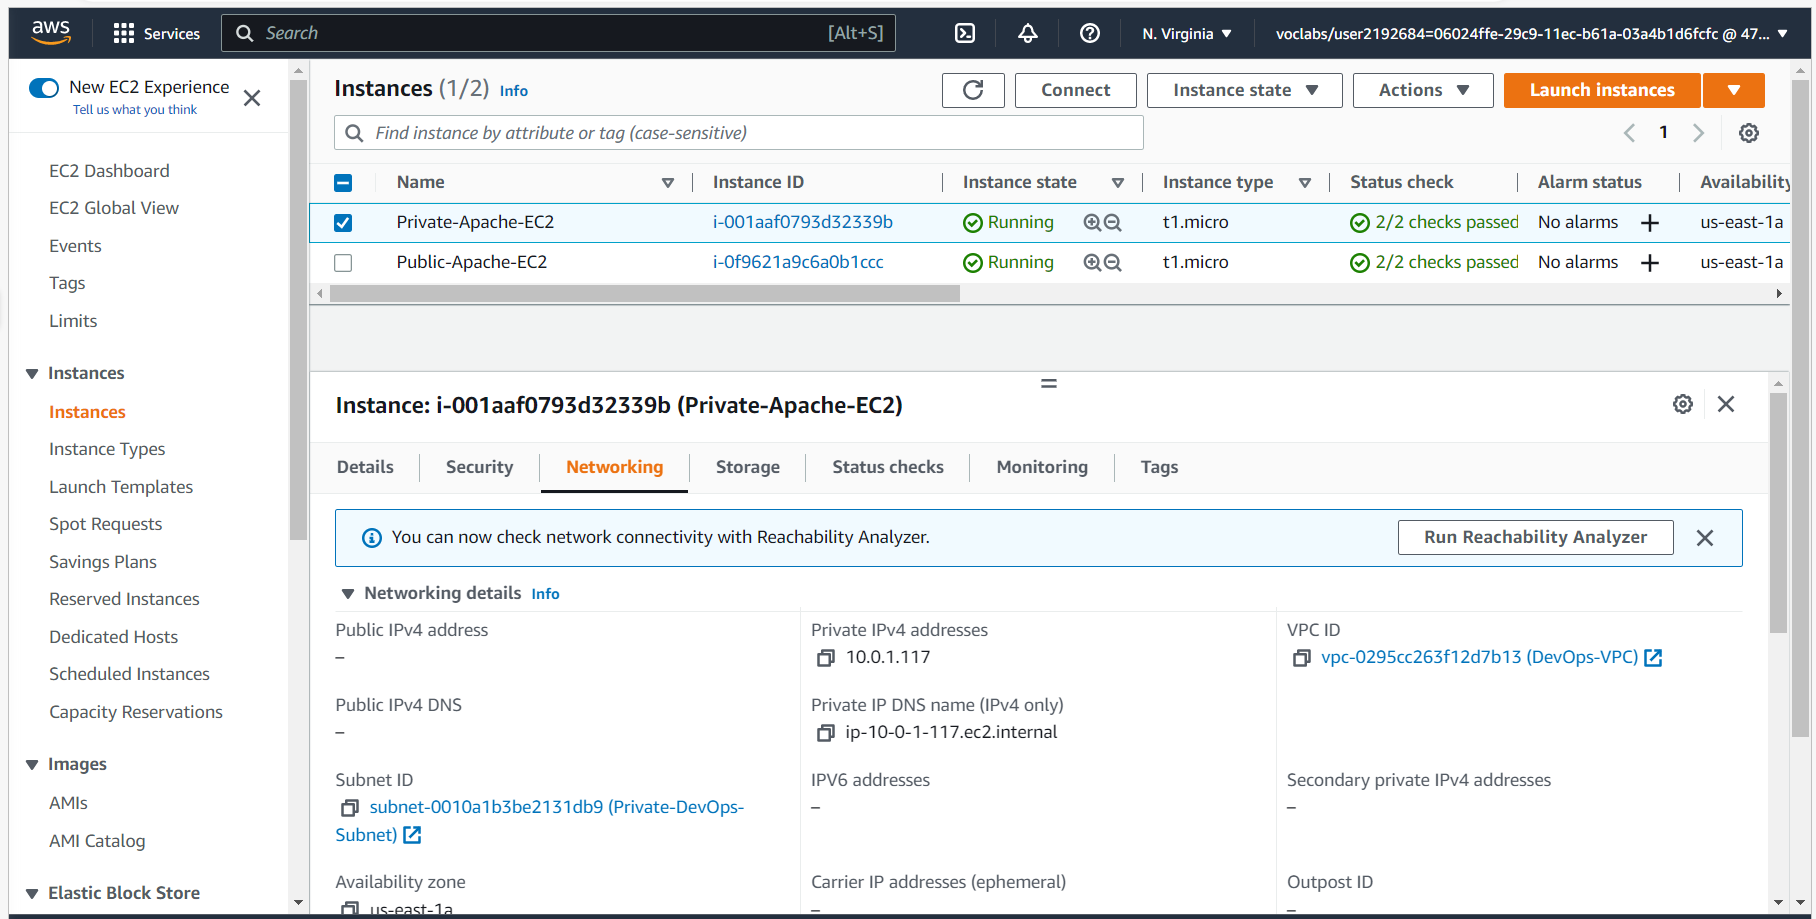 aws Services Search [Alt+S] N. Virginia voclabs/user2192684=06024ffe-29c9-11ec-b61a-03a4b1d6fcfc @ 47...
New EC2 Experience
Tell us what you think
EC2 Dashboard
EC2 Global View
Events
Tags
Limits
Instances
Instances
Instance Types
Launch Templates
Spot Requests
Savings Plans
Reserved Instances
Dedicated Hosts
Scheduled Instances
Capacity Reservations
Images
AMIs
AMI Catalog
Elastic Block Store
Instances (1/2) Info Connect Instance state Actions Launch instances
Find instance by attribute or tag (case-sensitive) 1
Name Instance ID Instance state Instance type Status check Alarm status Availability
Private-Apache-EC2 i-001aaf0793d32339b Running t1.micro 2/2 checks passed No alarms us-east-1a
Public-Apache-EC2 i-0f9621a9c6a0b1ccc Running t1.micro 2/2 checks passed No alarms us-east-1a
Instance: i-001aaf0793d32339b (Private-Apache-EC2)
Details Security Networking Storage Status checks Monitoring Tags
You can now check network connectivity with Reachability Analyzer. Run Reachability Analyzer
Networking details Info
Public IPv4 address
–
Private IPv4 addresses
10.0.1.117
VPC ID
vpc-0295cc263f12d7b13 (DevOps-VPC)
Public IPv4 DNS
–
Private IP DNS name (IPv4 only)
ip-10-0-1-117.ec2.internal
Subnet ID
subnet-0010a1b3be2131db9 (Private-DevOps-
Subnet)
IPV6 addresses
–
Secondary private IPv4 addresses
–
Availability zone
us-east-1a
Carrier IP addresses (ephemeral)
–
Outpost ID
–